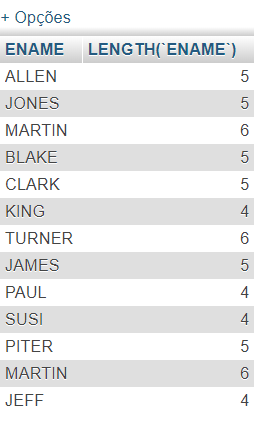 + Opções
ENAME LENGTH(`ENAME`)
ALLEN 5
JONES 5
MARTIN 6
BLAKE 5
CLARK 5
KING 4
TURNER 6
JAMES 5
PAUL 4
SUSI 4
PITER 5
MARTIN 6
JEFF 4